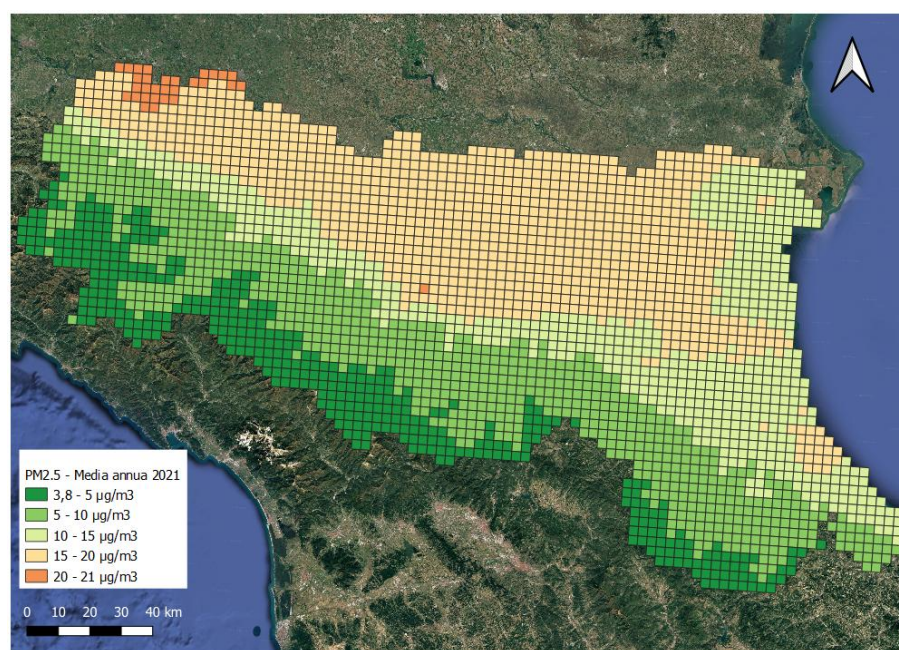 PM2.5 - Media annua 2021
3,8 - 5 µg/m3
5 - 10 µg/m3
10 - 15 µg/m3
15 - 20 µg/m3
20 - 21 µg/m3
0 10 20 30 40 km